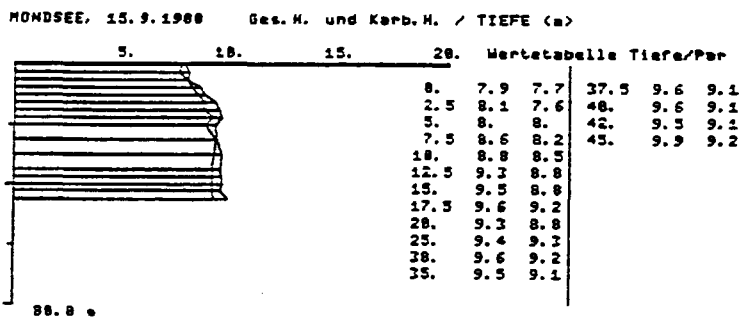 MONDSEE, 15.9.1980 Ges.H. und Karb.H. / TIEFE (m)
5. 10. 15. 20. Wertetabelle Tiefe/Par
0. 7.9 7.7 37.5 9.6 9.1
2.5 8.1 7.6 40. 9.6 9.1
5. 8. 8. 42. 9.5 9.1
7.5 8.6 8.2 45. 9.9 9.2
10. 8.8 8.5
12.5 9.3 8.8
15. 9.5 8.8
17.5 9.6 9.2
20. 9.3 8.8
25. 9.4 9.3
30. 9.6 9.2
35. 9.5 9.1
80.0 m